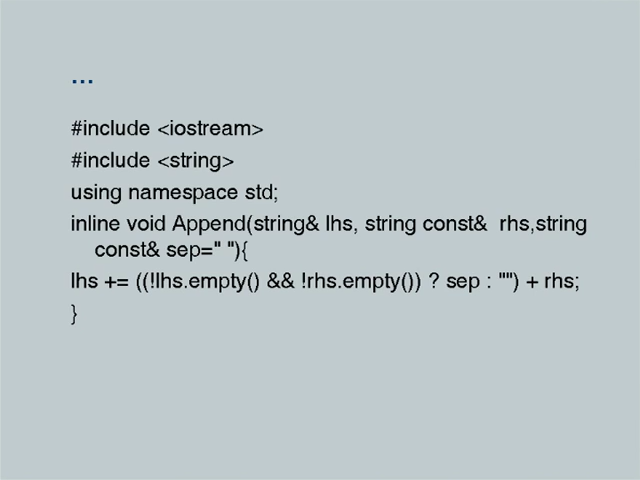 ...
#include <iostream>
#include <string>
using namespace std;
inline void Append(string& lhs, string const&  rhs,string
const& sep=" "){
lhs += ((!lhs.empty() && !rhs.empty()) ? sep : "") + rhs;
}